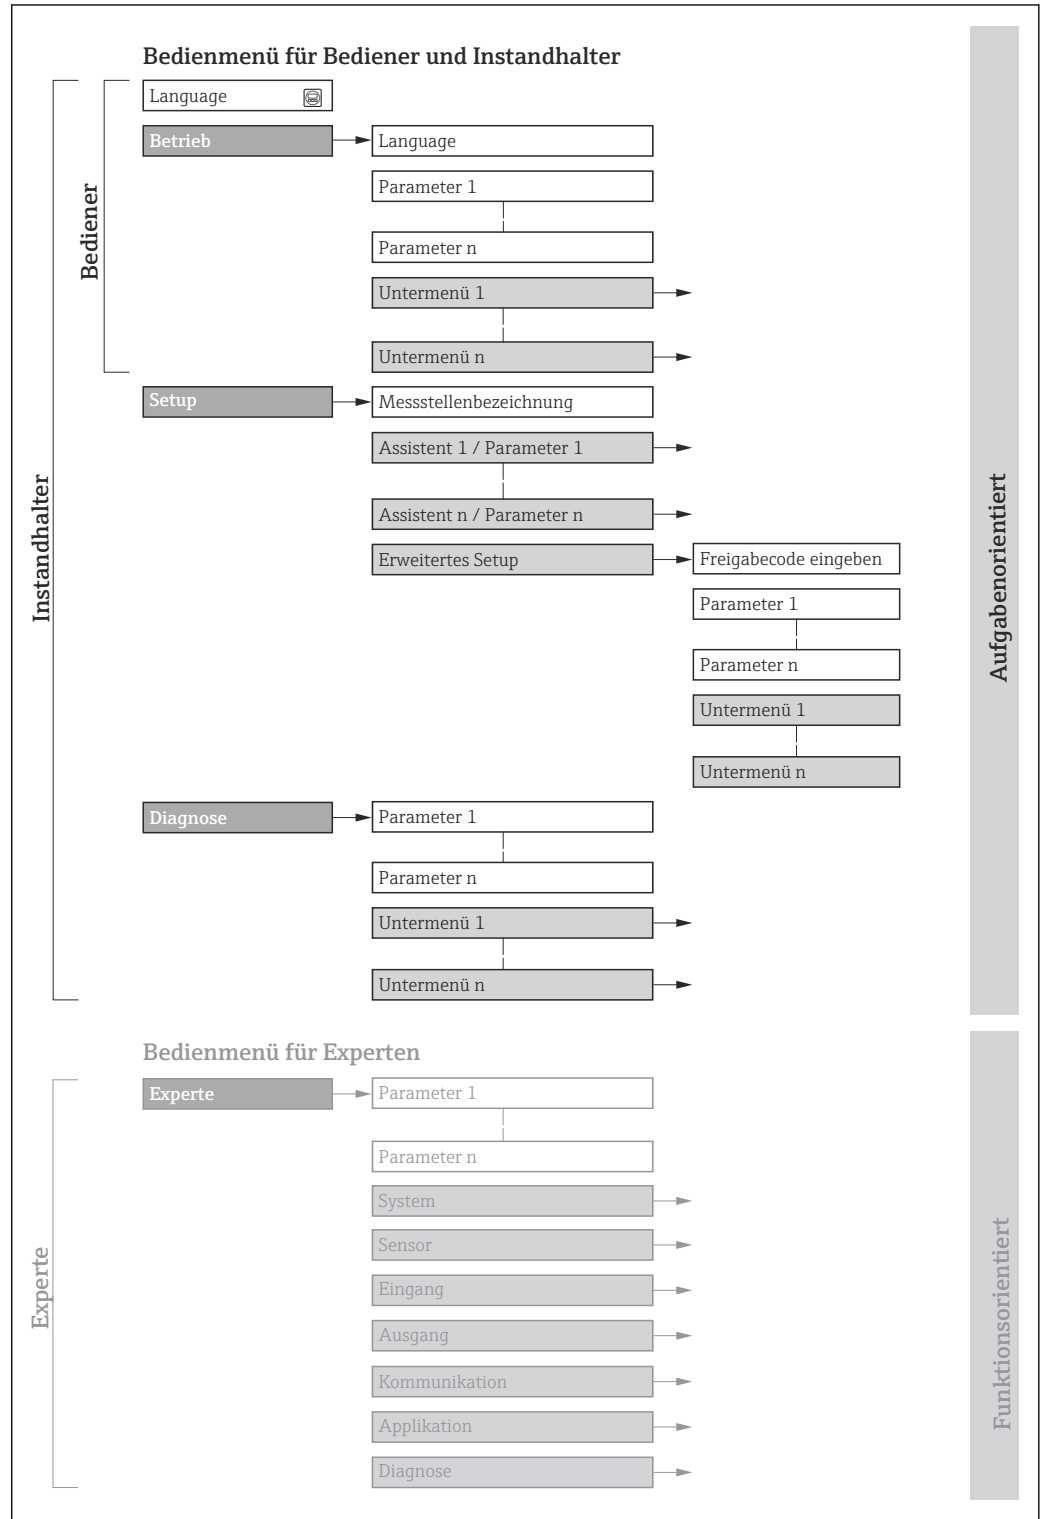 Bedienmenü für Bediener und Instandhalter
Language
Betrieb
Language
Parameter 1
Parameter n
Untermenü 1
Untermenü n
Bediener
Setup
Messstellenbezeichnung
Assistent 1 / Parameter 1
Assistent n / Parameter n
Erweitertes Setup
Freigabecode eingeben
Parameter 1
Parameter n
Untermenü 1
Untermenü n
Instandhalter
Aufgabenorientiert
Diagnose
Parameter 1
Parameter n
Untermenü 1
Untermenü n
Bedienmenü für Experten
Experte
Parameter 1
Parameter n
System
Sensor
Eingang
Ausgang
Kommunikation
Applikation
Diagnose
Experte
Funktionsorientiert